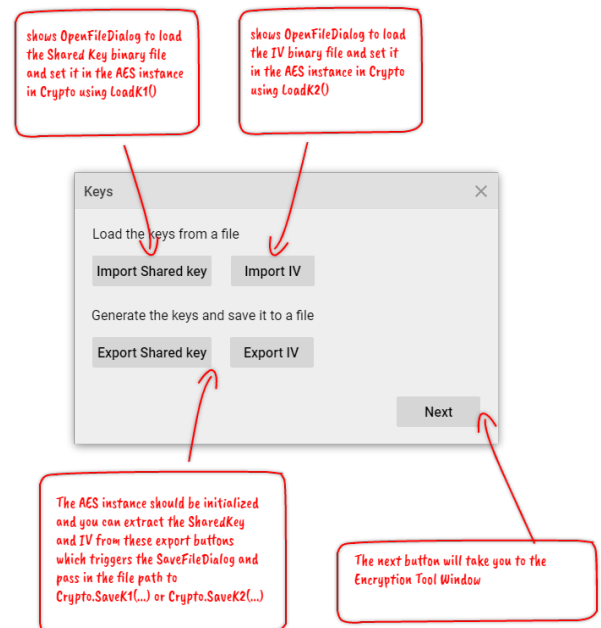 shows OpenFileDialog to load
the Shared Key binary file
and set it in the AES instance
in Crypto using LoadK1()
shows OpenFileDialog to load
the IV binary file and set it
in the AES instance in Crypto
using LoadK2()
Keys
Load the keys from a file
Import Shared key
Import IV
Generate the keys and save it to a file
Export Shared key
Export IV
Next
The AES instance should be initialized
and you can extract the SharedKey
and IV from these export buttons
which triggers the SaveFileDialog and
pass in the file path to
Crypto.SaveK1(...) or Crypto.SaveK2(...)
The next button will take you to the
Encryption Tool Window